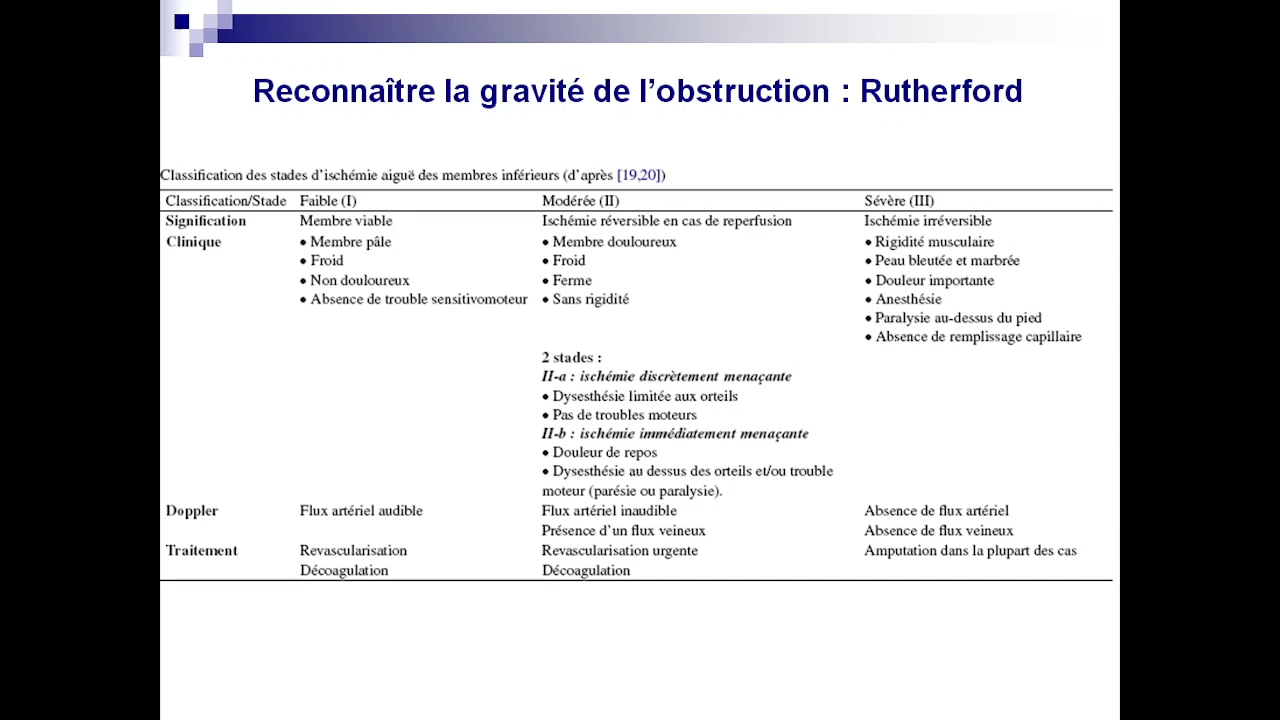 Reconnaître la gravité de l’obstruction : Rutherford
Classification des stades d’ischémie aiguë des membres inférieurs (d’après [19,20])
Classification/Stade Faible (I) Modérée (II) Sévère (III)
Signification Membre viable Ischémie réversible en cas de reperfusion Ischémie irréversible
Clinique • Membre pâle • Membre douloureux • Rigidité musculaire
• Froid • Froid • Peau bleutée et marbrée
• Non douloureux • Ferme • Douleur importante
• Absence de trouble sensitivomoteur • Sans rigidité • Anesthésie
• Paralysie au-dessus du pied
• Absence de remplissage capillaire
2 stades :
II-a : ischémie discrètement menaçante
• Dysesthésie limitée aux orteils
• Pas de troubles moteurs
II-b : ischémie immédiatement menaçante
• Douleur de repos
• Dysesthésie au dessus des orteils et/ou trouble
moteur (parésie ou paralysie).
Doppler Flux artériel audible Flux artériel inaudible Absence de flux artériel
Présence d’un flux veineux Absence de flux veineux
Traitement Revascularisation Revascularisation urgente Amputation dans la plupart des cas
Décoagulation Décoagulation